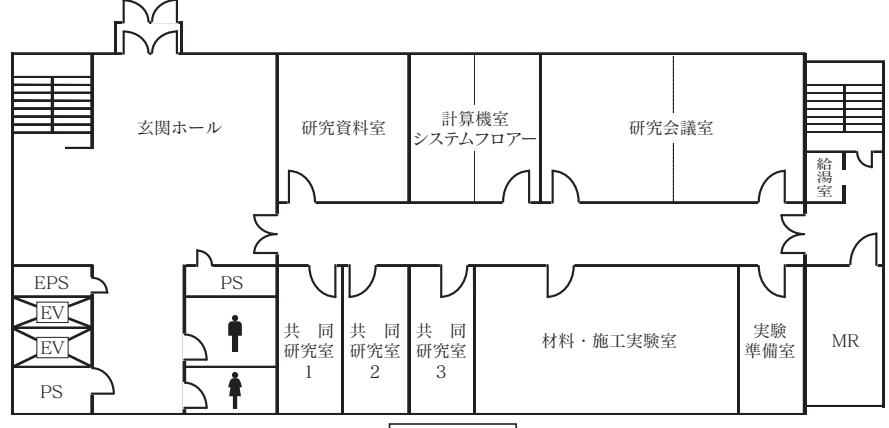 玄関ホール
研究資料室
計算機室
システムフロアー
研究会議室
給湯室
EPS
EV
EV
PS
PS
共　同
研究室
1
共　同
研究室
2
共　同
研究室
3
材料・施工実験室
実験
準備室
MR